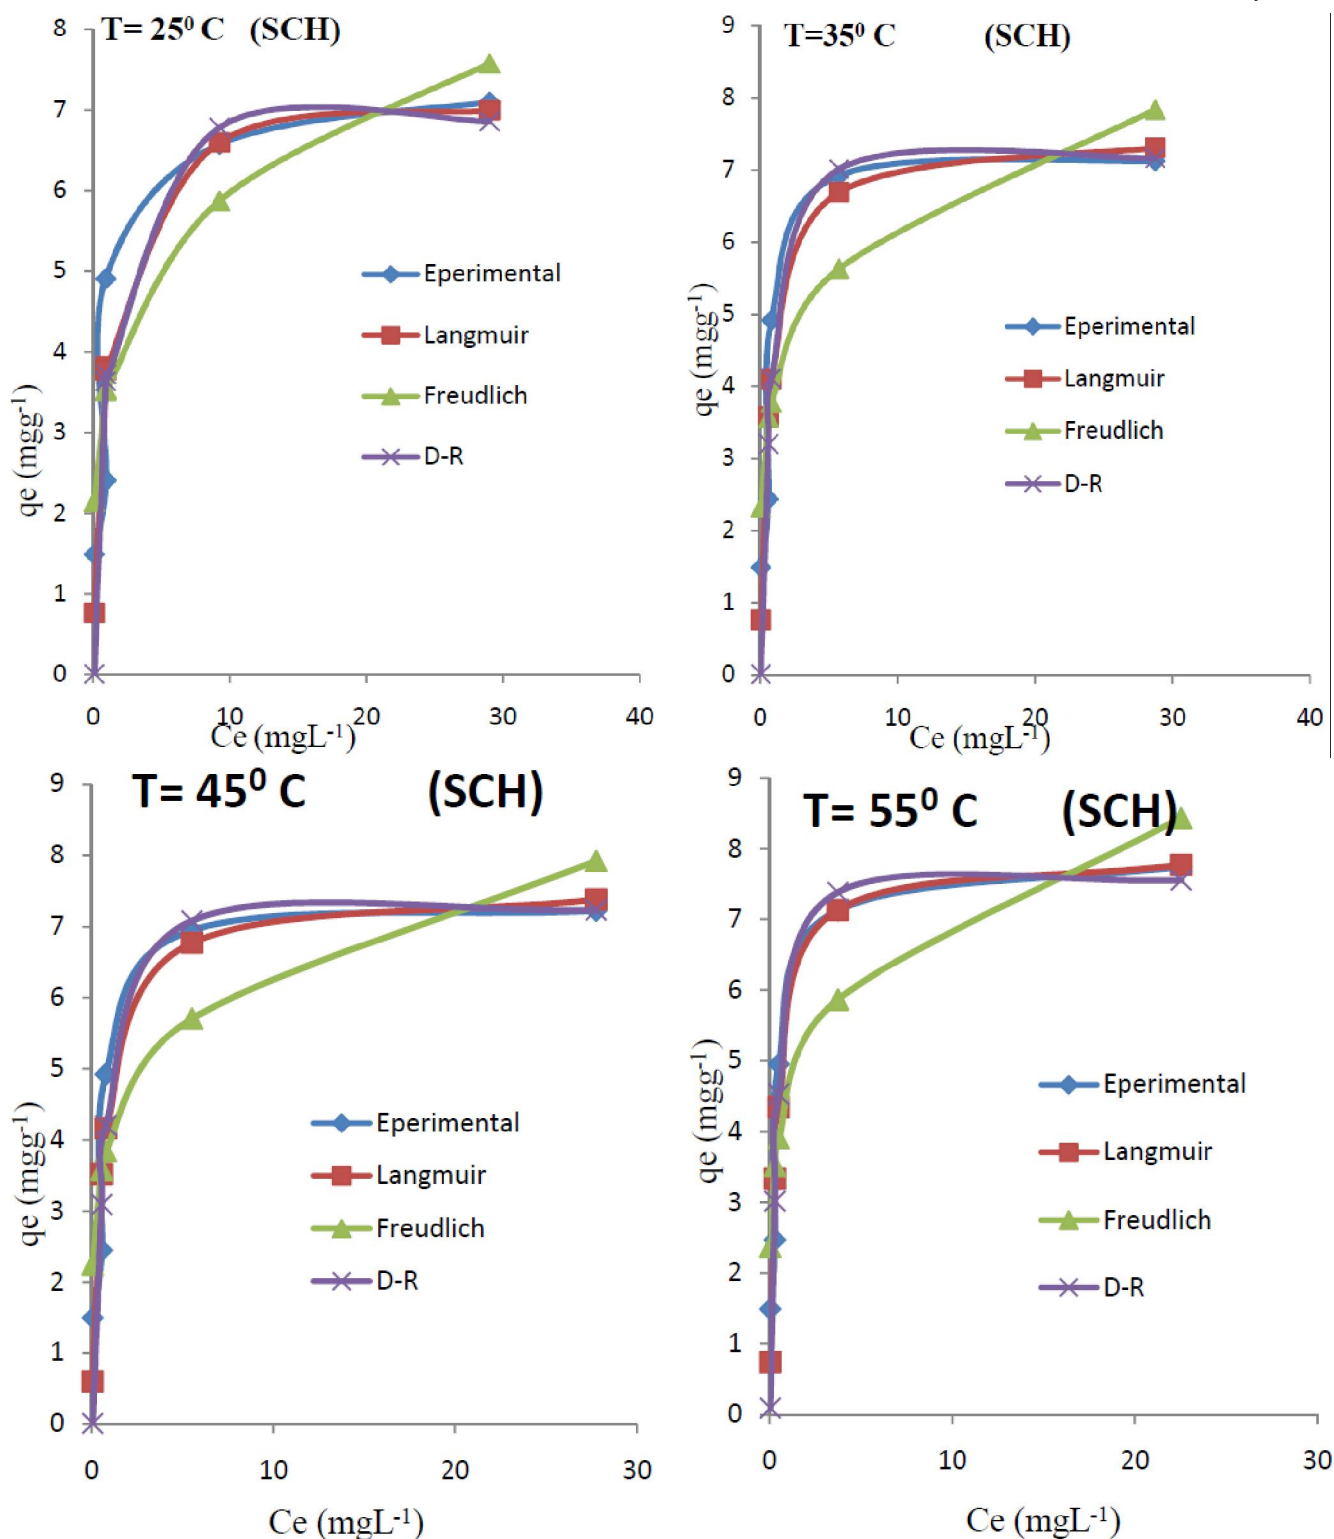 T= 25⁰ C (SCH)
8
7
6
5
4
3
2
1
0
qe (mgg⁻¹)
Eperimental
Langmuir
Freudlich
D-R
0 10 20 30 40
Ce (mgL⁻¹)
T=35⁰ C (SCH)
9
8
7
6
5
4
3
2
1
0
qe (mgg⁻¹)
Eperimental
Langmuir
Freudlich
D-R
0 10 20 30 40
Ce (mgL⁻¹)
T= 45⁰ C (SCH)
9
8
7
6
5
4
3
2
1
0
qe (mgg⁻¹)
Eperimental
Langmuir
Freudlich
D-R
0 10 20 30
Ce (mgL⁻¹)
T= 55⁰ C (SCH)
9
8
7
6
5
4
3
2
1
0
qe (mgg⁻¹)
Eperimental
Langmuir
Freudlich
D-R
0 10 20 30
Ce (mgL⁻¹)